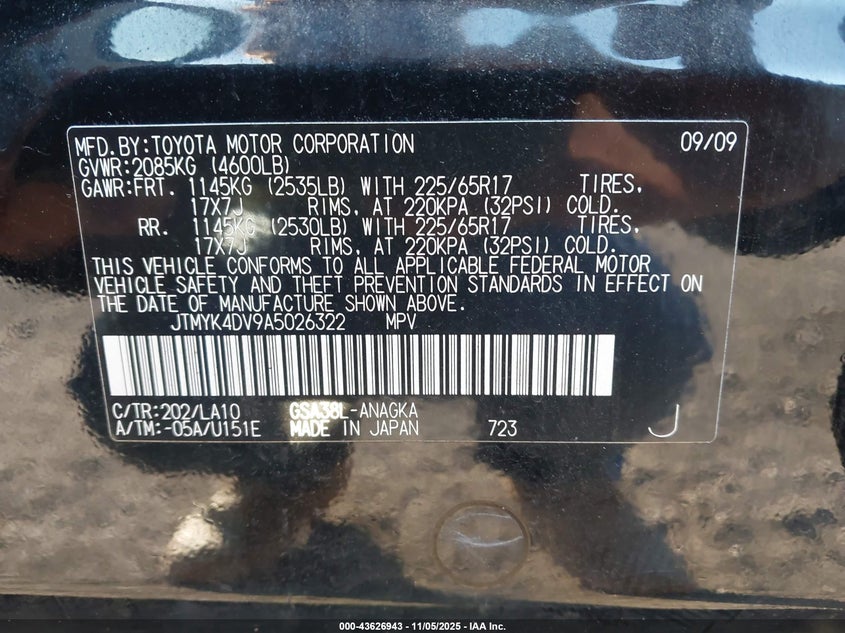 MFD.BY:TOYOTA MOTOR CORPORATION 09/09
GVWR:2085KG (4600LB)
GAWR:FRT. 1145KG (2535LB) WITH 225/65R17 TIRES,
17X7J RIMS, AT 220KPA (32PSI) COLD.
RR. 1145KG (2530LB) WITH 225/65R17 TIRES,
17X7J RIMS, AT 220KPA (32PSI) COLD.
THIS VEHICLE CONFORMS TO ALL APPLICABLE FEDERAL MOTOR
VEHICLE SAFETY AND THEFT PREVENTION STANDARDS IN EFFECT ON
THE DATE OF MANUFACTURE SHOWN ABOVE.
JTMYK4DV9A5026322 MPV
C/TR:202/LA10 GSA38L-ANAGKA
A/TM:-05A/U151E MADE IN JAPAN 723 J
000-43626943 - 11/05/2025 - IAA Inc.